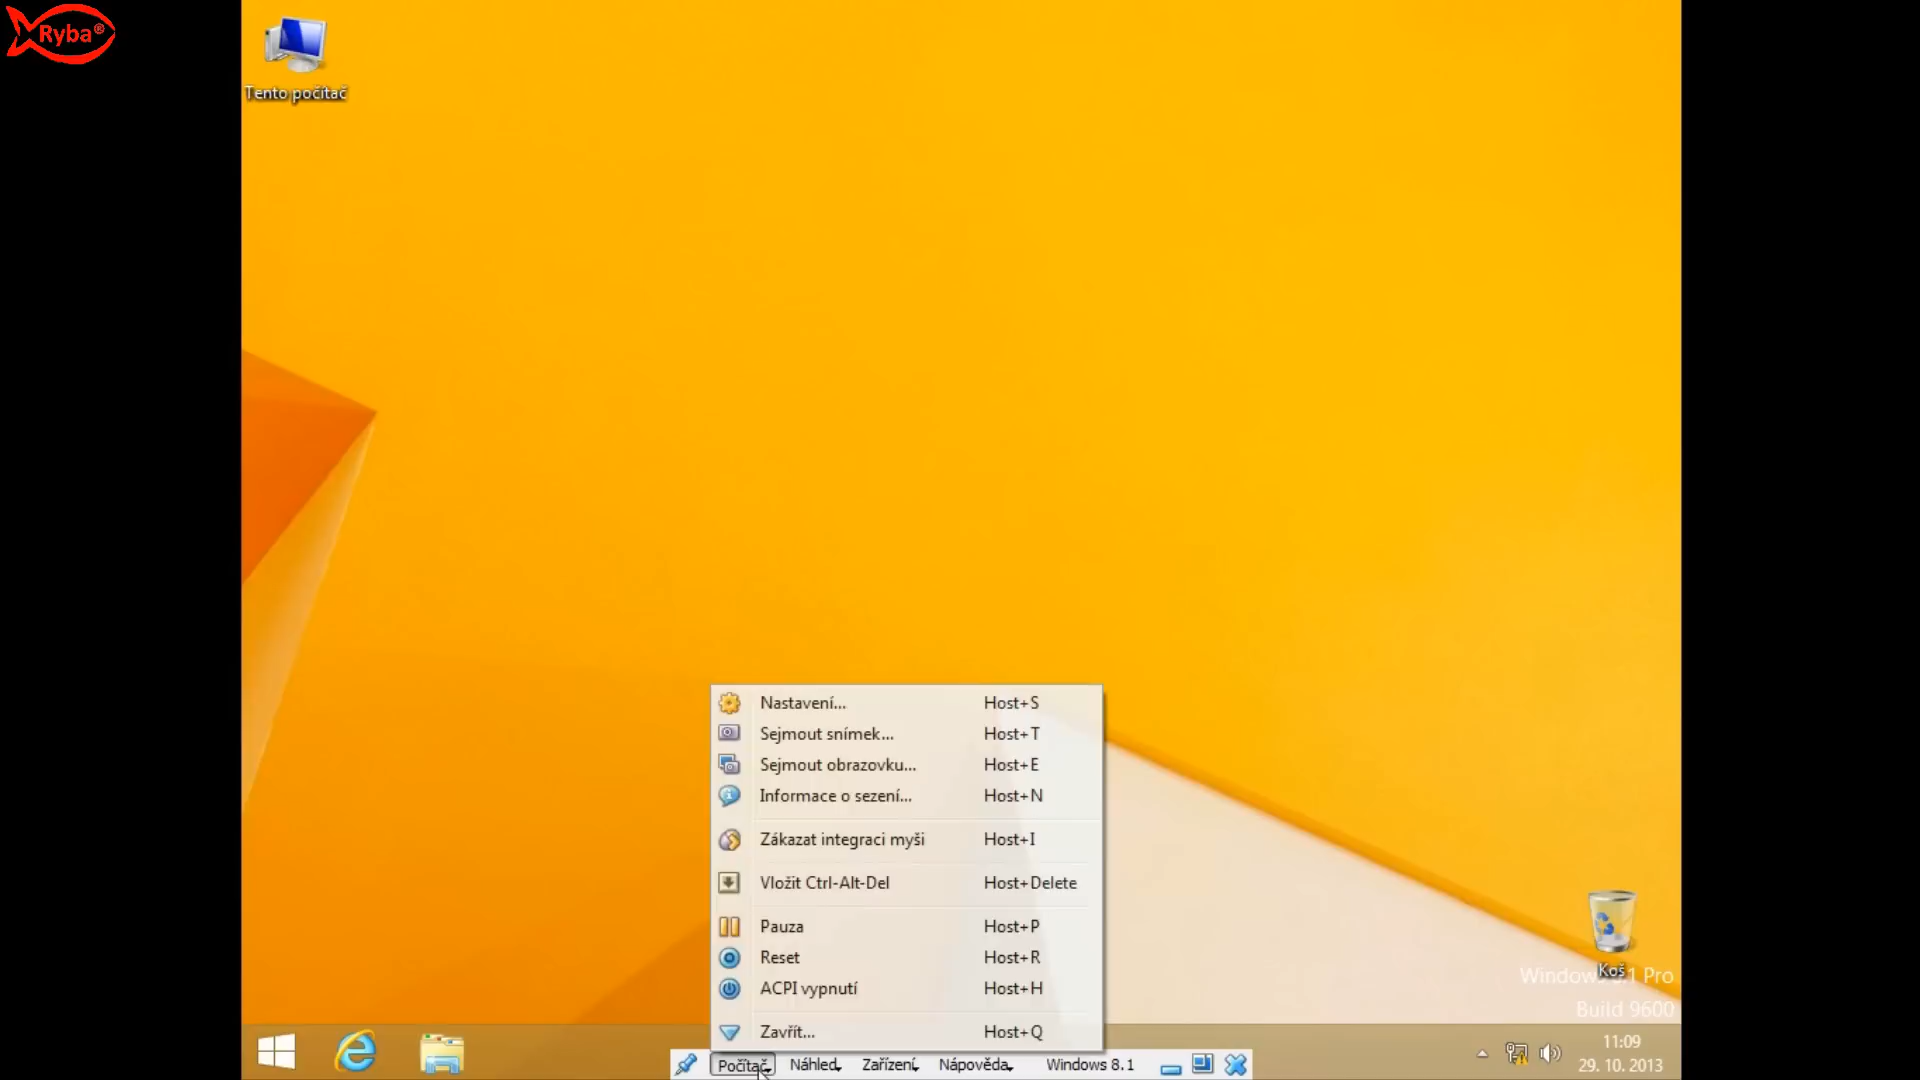 Ryba®
Tento počítač
Nastavení... Host+S
Sejmout snímek... Host+T
Sejmout obrazovku... Host+E
Informace o sezení... Host+N
Zákazat integraci myši Host+I
Vložit Ctrl-Alt-Del Host+Delete
Pauza Host+P
Reset Host+R
ACPI vypnutí Host+H
Zavřít... Host+Q
Koš
Windows 8.1 Pro
Build 9600
Počítač Náhled Zařízení Nápověda Windows 8.1
11:09
29. 10. 2013